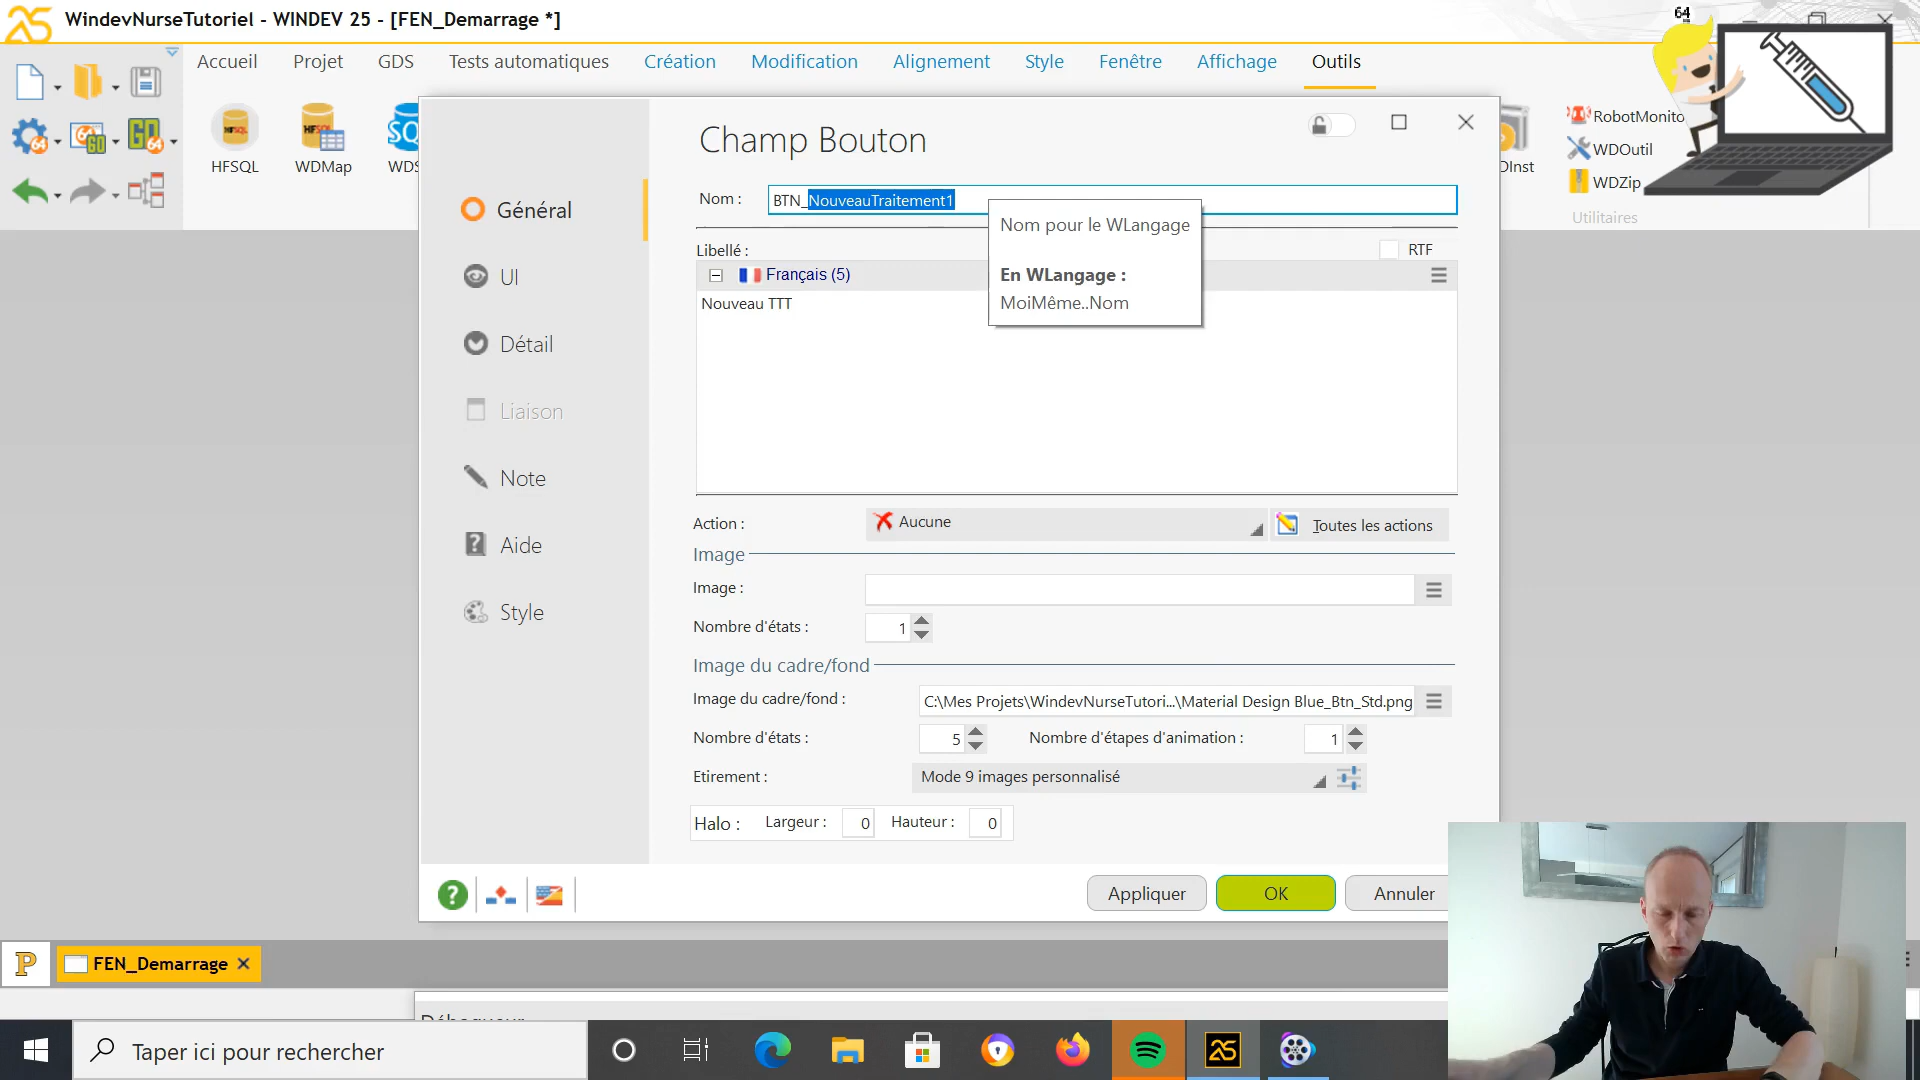 WindevNurseTutoriel - WINDEV 25 - [FEN_Demarrage *]
64
Accueil Projet GDS Tests automatiques Création Modification Alignement Style Fenêtre Affichage Outils
HFSQL WDMap
RobotMonito
WDOutil
WDZip
Utilitaires
Champ Bouton
Nom : BTN_NouveauTraitement1
Nom pour le WLangage
En WLangage :
MoiMême..Nom
Libellé : RTF
Français (5)
Nouveau TTT
Général
UI
Détail
Liaison
Note
Aide
Style
Action : Aucune Toutes les actions
Image
Image :
Nombre d'états : 1
Image du cadre/fond
Image du cadre/fond : C:\Mes Projets\WindevNurseTutori...\Material Design Blue_Btn_Std.png
Nombre d'états : 5 Nombre d'étapes d'animation : 1
Etirement : Mode 9 images personnalisé
Halo : Largeur : 0 Hauteur : 0
Appliquer OK Annuler
FEN_Demarrage
Taper ici pour rechercher